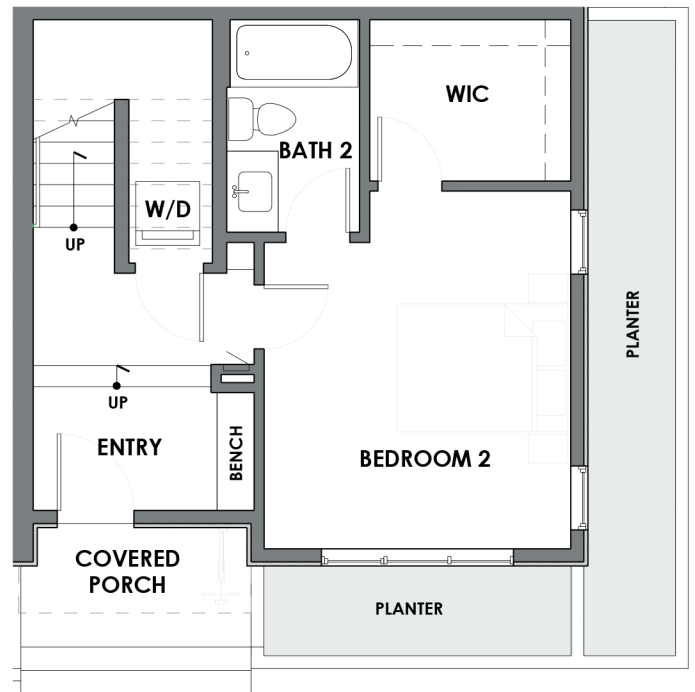 WIC
BATH 2
W/D
UP
PLANTER
UP
ENTRY
BENCH
BEDROOM 2
COVERED
PORCH
PLANTER